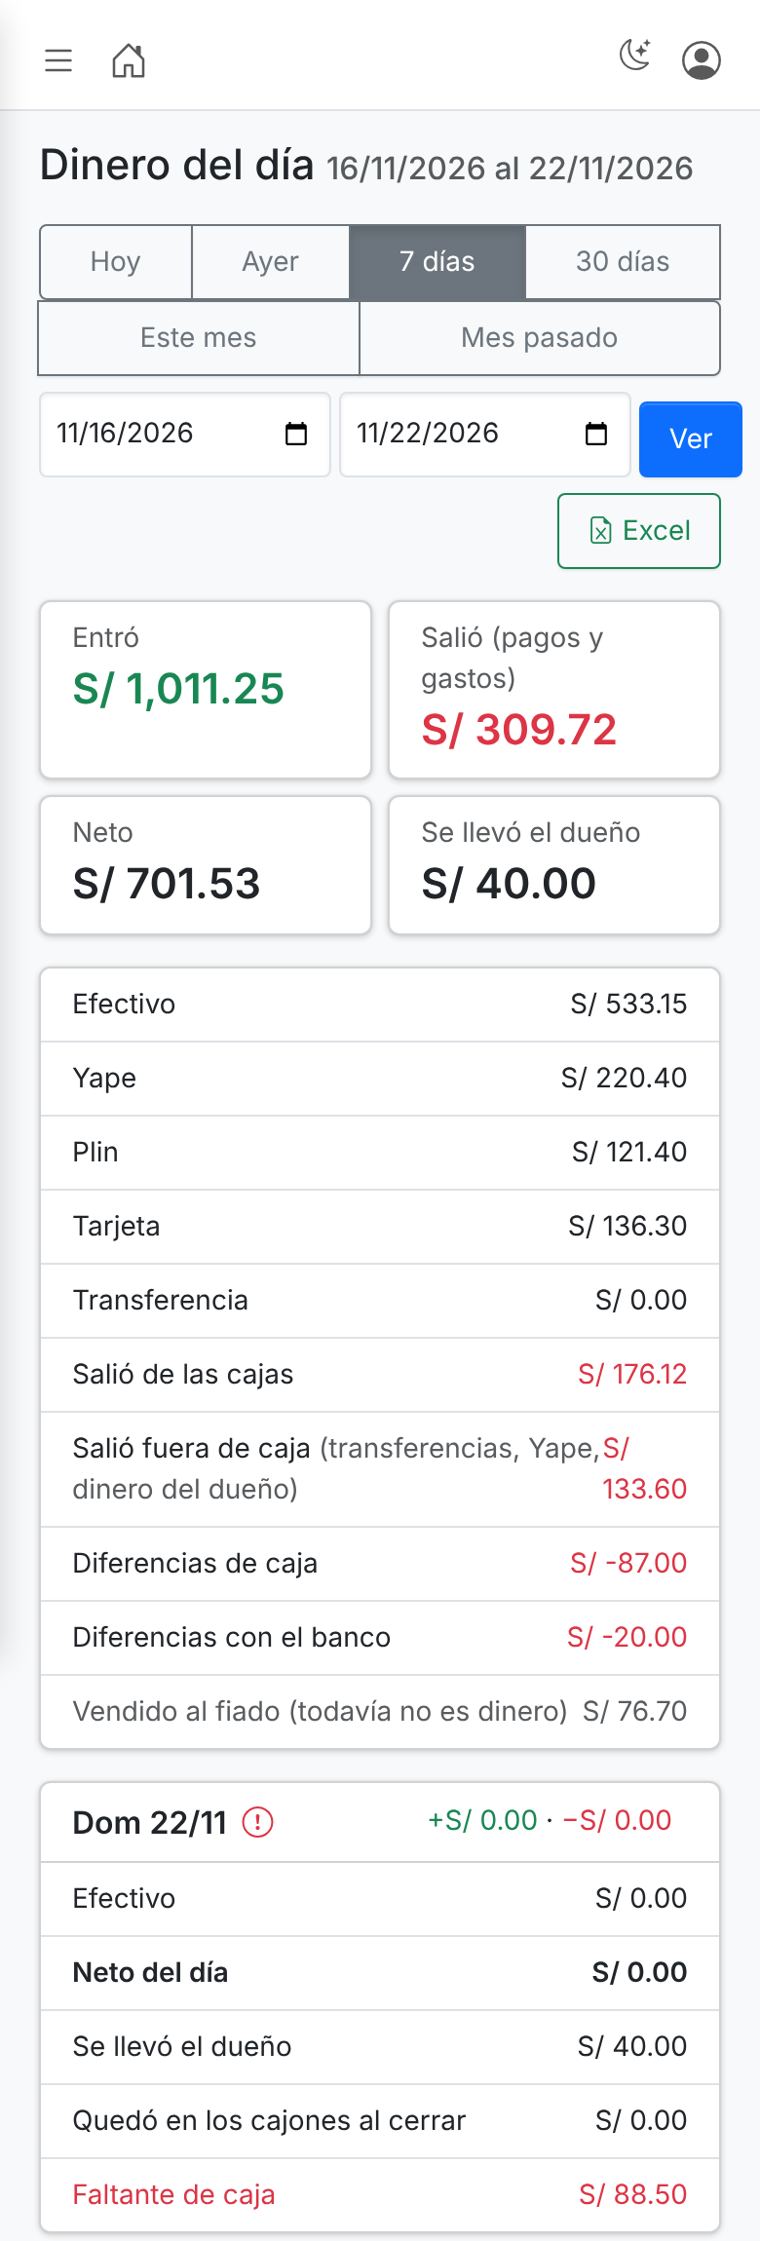 Dinero del día 16/11/2026 al 22/11/2026
Hoy Ayer 7 días 30 días
Este mes Mes pasado
11/16/2026 11/22/2026 Ver
Excel
Entró
S/ 1,011.25
Salió (pagos y
gastos)
S/ 309.72
Neto
S/ 701.53
Se llevó el dueño
S/ 40.00
Efectivo S/ 533.15
Yape S/ 220.40
Plin S/ 121.40
Tarjeta S/ 136.30
Transferencia S/ 0.00
Salió de las cajas S/ 176.12
Salió fuera de caja (transferencias, Yape, S/
dinero del dueño) 133.60
Diferencias de caja S/ -87.00
Diferencias con el banco S/ -20.00
Vendido al fiado (todavía no es dinero) S/ 76.70
Dom 22/11 +S/ 0.00 · −S/ 0.00
Efectivo S/ 0.00
Neto del día S/ 0.00
Se llevó el dueño S/ 40.00
Quedó en los cajones al cerrar S/ 0.00
Faltante de caja S/ 88.50